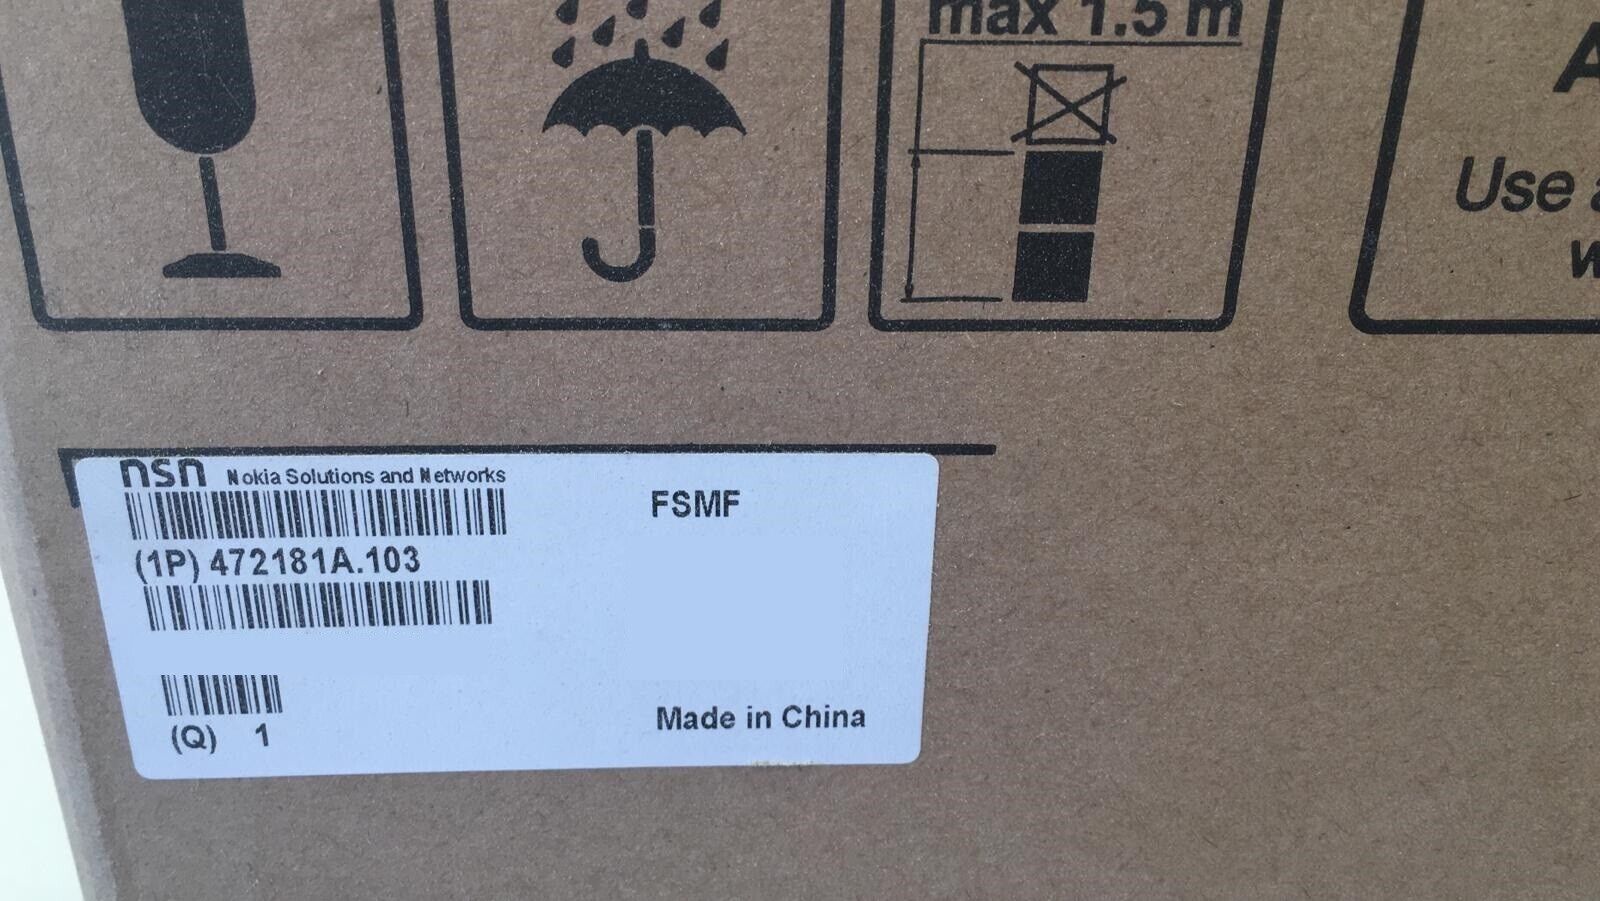 max 1.5 m
A
Use a
w
nsn Nokia Solutions and Networks
FSMF
(1P) 472181A.103
(Q) 1
Made in China